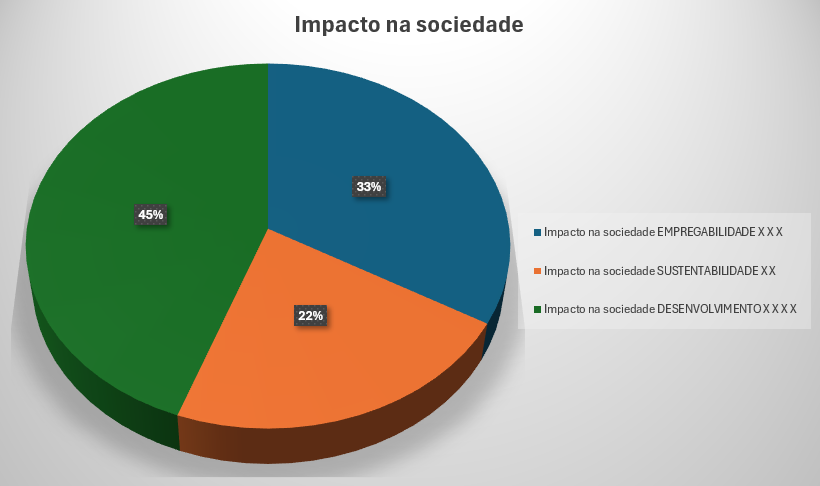 Impacto na sociedade
33%
45%
22%
Impacto na sociedade EMPREGABILIDADE X X X
Impacto na sociedade SUSTENTABILIDADE X X
Impacto na sociedade DESENVOLVIMENTO X X X X